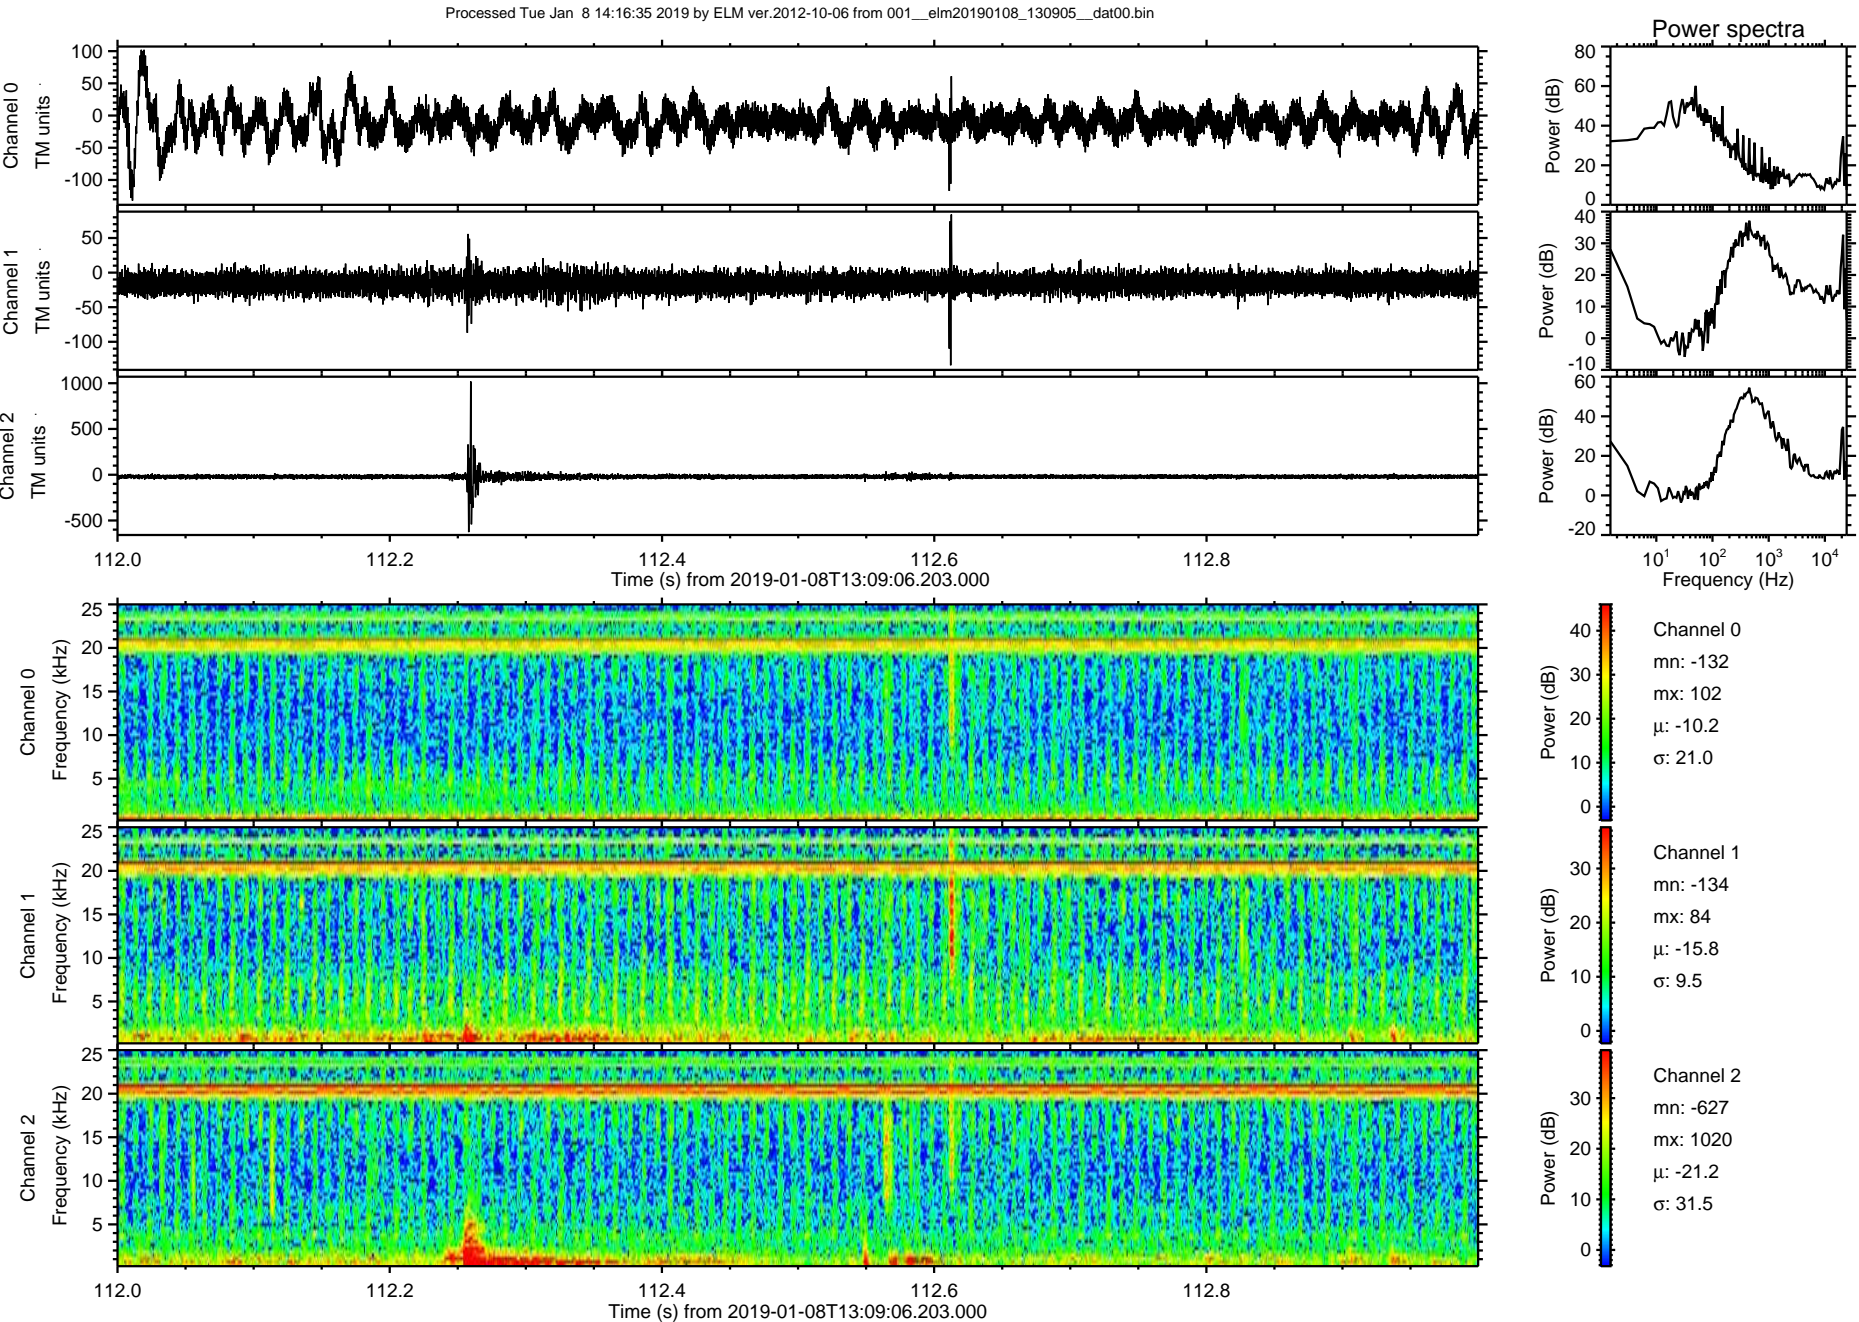 Processed Tue Jan  8 14:16:35 2019 by ELM ver.2012-10-06 from 001__elm20190108_130905__dat00.bin
Power spectra
Channel 0
TM units
100
50
0
-50
-100
Power (dB)
80
60
40
20
0
Channel 1
TM units
50
0
-50
-100
Power (dB)
40
30
20
10
0
-10
Channel 2
TM units
1000
500
0
-500
Power (dB)
60
40
20
0
-20
112.0 112.2 112.4 112.6 112.8
Time (s) from 2019-01-08T13:09:06.203.000
10^1 10^2 10^3 10^4
Frequency (Hz)
Channel 0
Frequency (kHz)
25
20
15
10
5
Power (dB)
40
30
20
10
0
Channel 0
mn: -132
mx: 102
μ: -10.2
σ: 21.0
Channel 1
Frequency (kHz)
25
20
15
10
5
Power (dB)
30
20
10
0
Channel 1
mn: -134
mx: 84
μ: -15.8
σ: 9.5
Channel 2
Frequency (kHz)
25
20
15
10
5
Power (dB)
30
20
10
0
Channel 2
mn: -627
mx: 1020
μ: -21.2
σ: 31.5
112.0 112.2 112.4 112.6 112.8
Time (s) from 2019-01-08T13:09:06.203.000